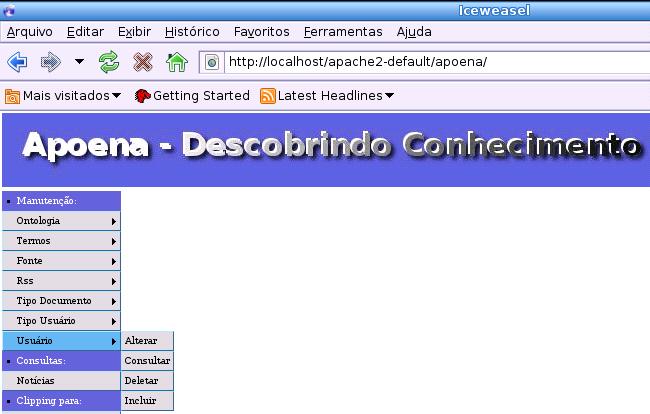 Iceweasel
Arquivo Editar Exibir Histórico Favoritos Ferramentas Ajuda
http://localhost/apache2-default/apoena/
Mais visitados Getting Started Latest Headlines
Apoena - Descobrindo Conhecimento
Manutenção:
Ontologia
Termos
Fonte
Rss
Tipo Documento
Tipo Usuário
Usuário Alterar
Consultas: Consultar
Notícias Deletar
Clipping para: Incluir